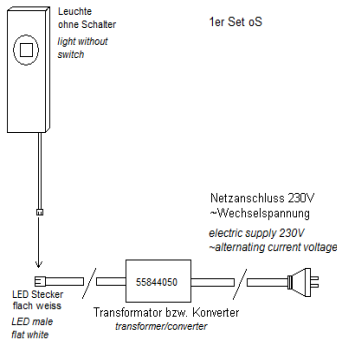 Leuchte
ohne Schalter
light without
switch
1er Set oS
Netzanschluss 230V
~Wechselspannung
electric supply 230V
~alternating current voltage
55844050
LED Stecker
flach weiss
LED male
flat white
Transformator bzw. Konverter
transformer/converter